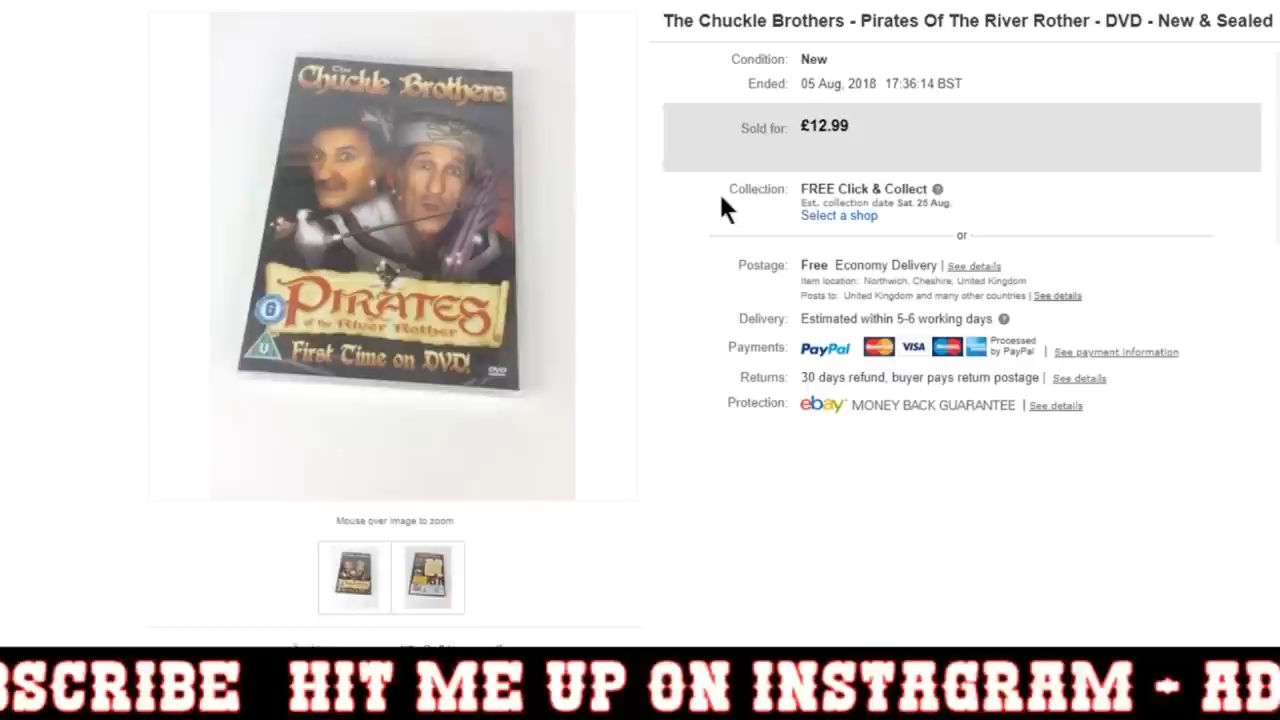 The Chuckle Brothers - Pirates Of The River Rother - DVD - New & Sealed
Condition: New
Ended: 05 Aug, 2018 17:36:14 BST
Sold for: £12.99
Collection: FREE Click & Collect
Est. collection date Sat. 25 Aug.
Select a shop
or
Postage: Free Economy Delivery | See details
Item location: Northwich, Cheshire, United Kingdom
Posts to: United Kingdom and many other countries | See details
Delivery: Estimated within 5-6 working days
Payments: PayPal MasterCard VISA Processed by PayPal | See payment information
Returns: 30 days refund, buyer pays return postage | See details
Protection: ebay MONEY BACK GUARANTEE | See details
The
Chuckle Brothers
PIRATES
of the River Rother
First Time on DVD!
G
U
DVD
Mouse over image to zoom
BSCRIBE HIT ME UP ON INSTAGRAM - AD